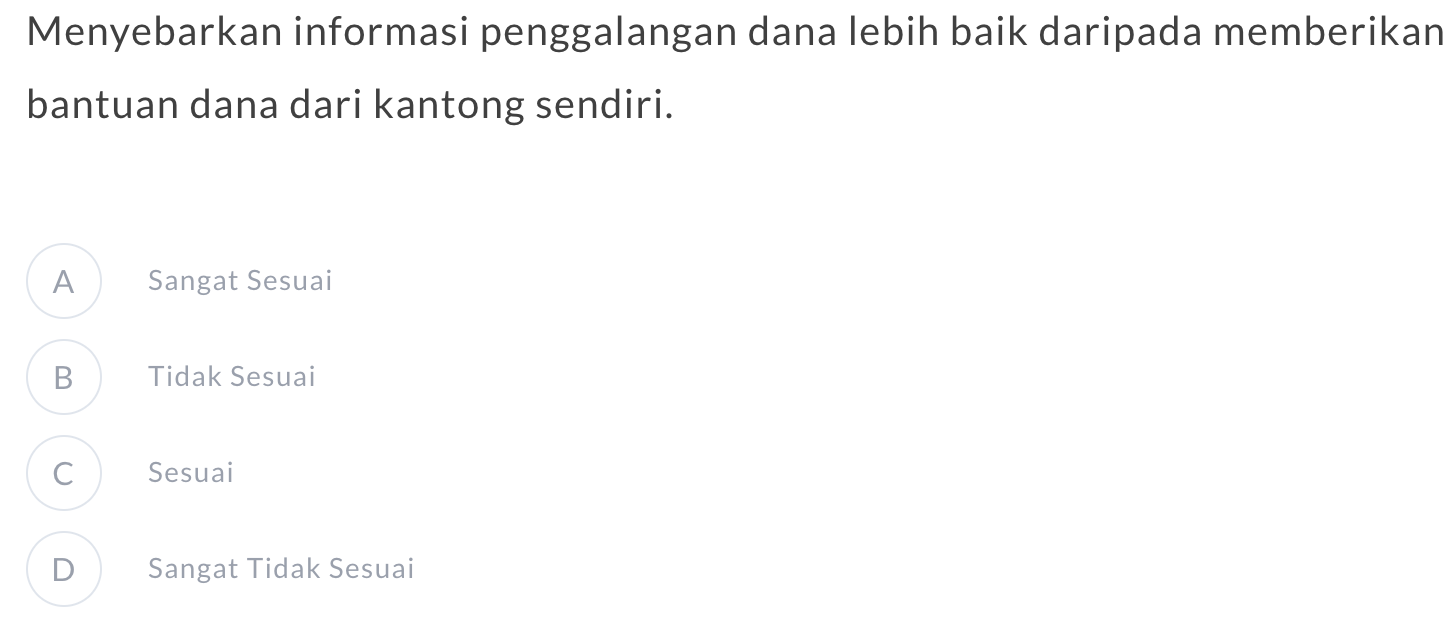 Menyebarkan informasi penggalangan dana lebih baik daripada memberikan
bantuan dana dari kantong sendiri.
A Sangat Sesuai
B Tidak Sesuai
C Sesuai
D Sangat Tidak Sesuai